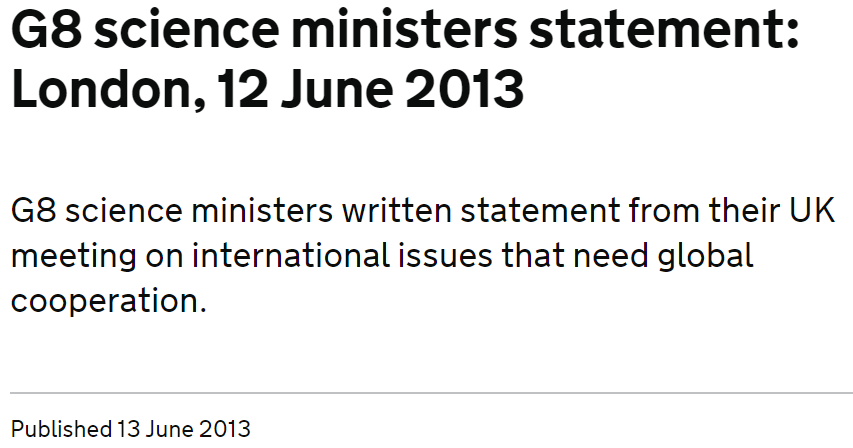 G8 science ministers statement:
London, 12 June 2013
G8 science ministers written statement from their UK
meeting on international issues that need global
cooperation.
Published 13 June 2013